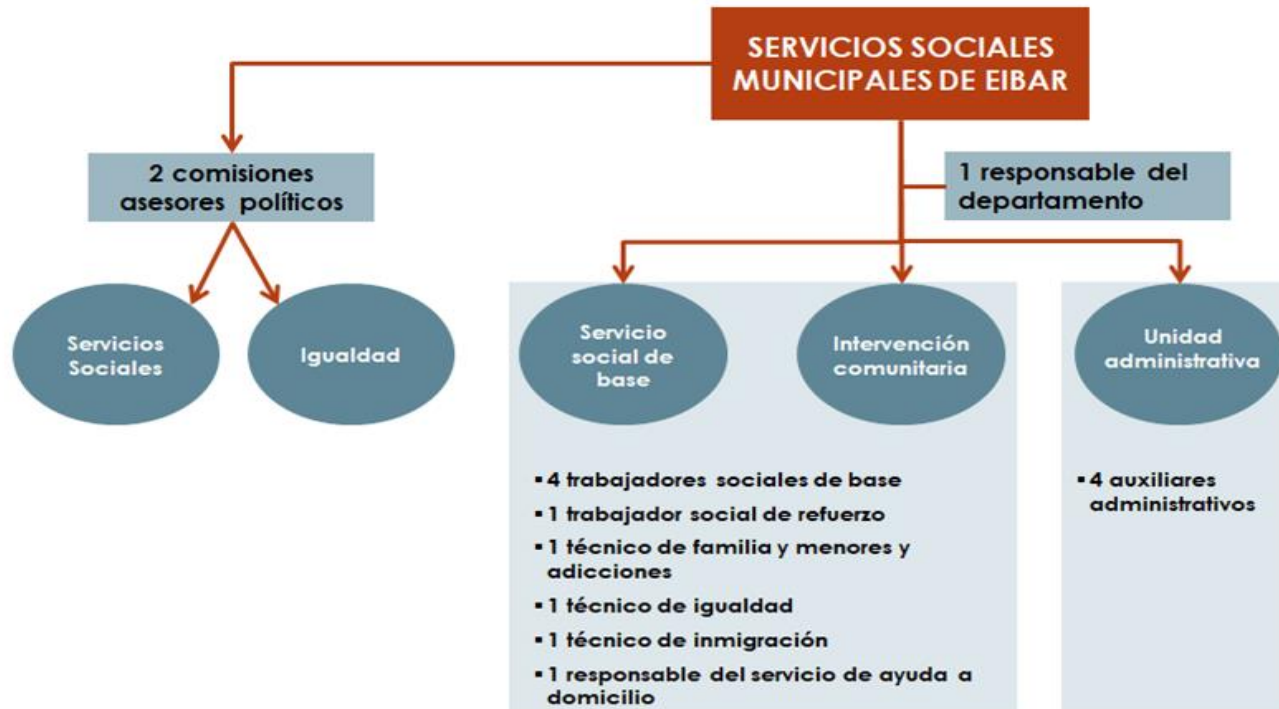 SERVICIOS SOCIALES
MUNICIPALES DE EIBAR
2 comisiones
asesores políticos
1 responsable del
departamento
Servicios
Sociales
Igualdad
Servicio
social de
base
Intervención
comunitaria
Unidad
administrativa
▪ 4 trabajadores sociales de base
▪ 1 trabajador social de refuerzo
▪ 1 técnico de familia y menores y
adicciones
▪ 1 técnico de igualdad
▪ 1 técnico de inmigración
▪ 1 responsable del servicio de ayuda a
domicilio
▪ 4 auxiliares
administrativos